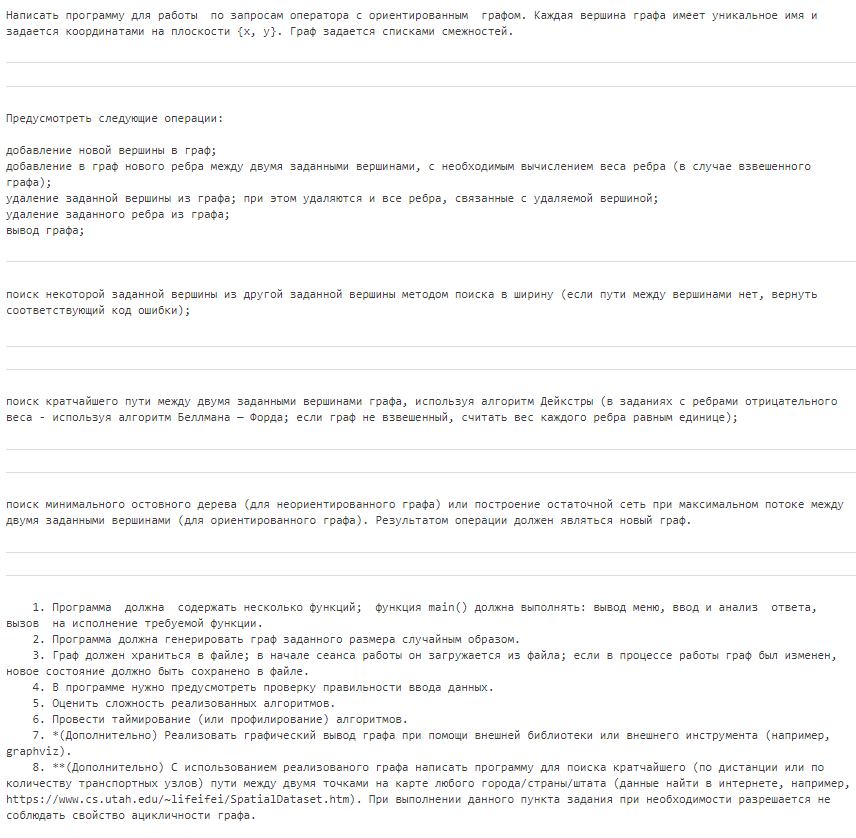 Написать программу для работы  по запросам оператора с ориентированным  графом. Каждая вершина графа имеет уникальное имя и
задается координатами на плоскости {x, y}. Граф задается списками смежностей.
Предусмотреть следующие операции:
добавление новой вершины в граф;
добавление в граф нового ребра между двумя заданными вершинами, с необходимым вычислением веса ребра (в случае взвешенного
графа);
удаление заданной вершины из графа; при этом удаляются и все ребра, связанные с удаляемой вершиной;
удаление заданного ребра из графа;
вывод графа;
поиск некоторой заданной вершины из другой заданной вершины методом поиска в ширину (если пути между вершинами нет, вернуть
соответствующий код ошибки);
поиск кратчайшего пути между двумя заданными вершинами графа, используя алгоритм Дейкстры (в заданиях с ребрами отрицательного
веса - используя алгоритм Беллмана — Форда; если граф не взвешенный, считать вес каждого ребра равным единице);
поиск минимального остовного дерева (для неориентированного графа) или построение остаточной сеть при максимальном потоке между
двумя заданными вершинами (для ориентированного графа). Результатом операции должен являться новый граф.
1. Программа  должна  содержать несколько функций;  функция main() должна выполнять: вывод меню, ввод и анализ  ответа,
вызов  на исполнение требуемой функции.
2. Программа должна генерировать граф заданного размера случайным образом.
3. Граф должен храниться в файле; в начале сеанса работы он загружается из файла; если в процессе работы граф был изменен,
новое состояние должно быть сохранено в файле.
4. В программе нужно предусмотреть проверку правильности ввода данных.
5. Оценить сложность реализованных алгоритмов.
6. Провести таймирование (или профилирование) алгоритмов.
7. *(Дополнительно) Реализовать графический вывод графа при помощи внешней библиотеки или внешнего инструмента (например,
graphviz).
8. **(Дополнительно) С использованием реализованого графа написать программу для поиска кратчайшего (по дистанции или по
количеству транспортных узлов) пути между двумя точками на карте любого города/страны/штата (данные найти в интернете, например,
https://www.cs.utah.edu/~lifeifei/SpatialDataset.htm). При выполнении данного пункта задания при необходимости разрешается не
соблюдать свойство ацикличности графа.